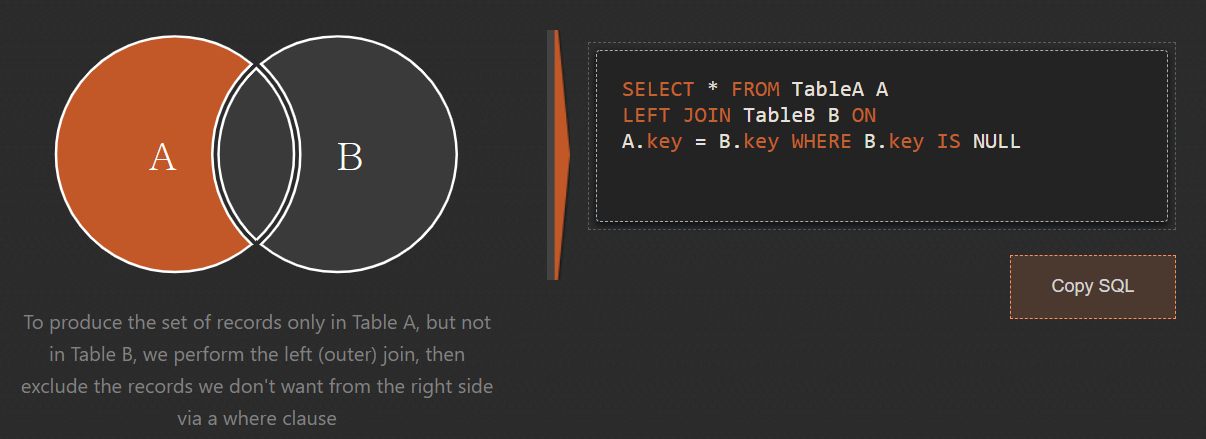 A
B
To produce the set of records only in Table A, but not
in Table B, we perform the left (outer) join, then
exclude the records we don't want from the right side
via a where clause
SELECT * FROM TableA A
LEFT JOIN TableB B ON
A.key = B.key WHERE B.key IS NULL
Copy SQL